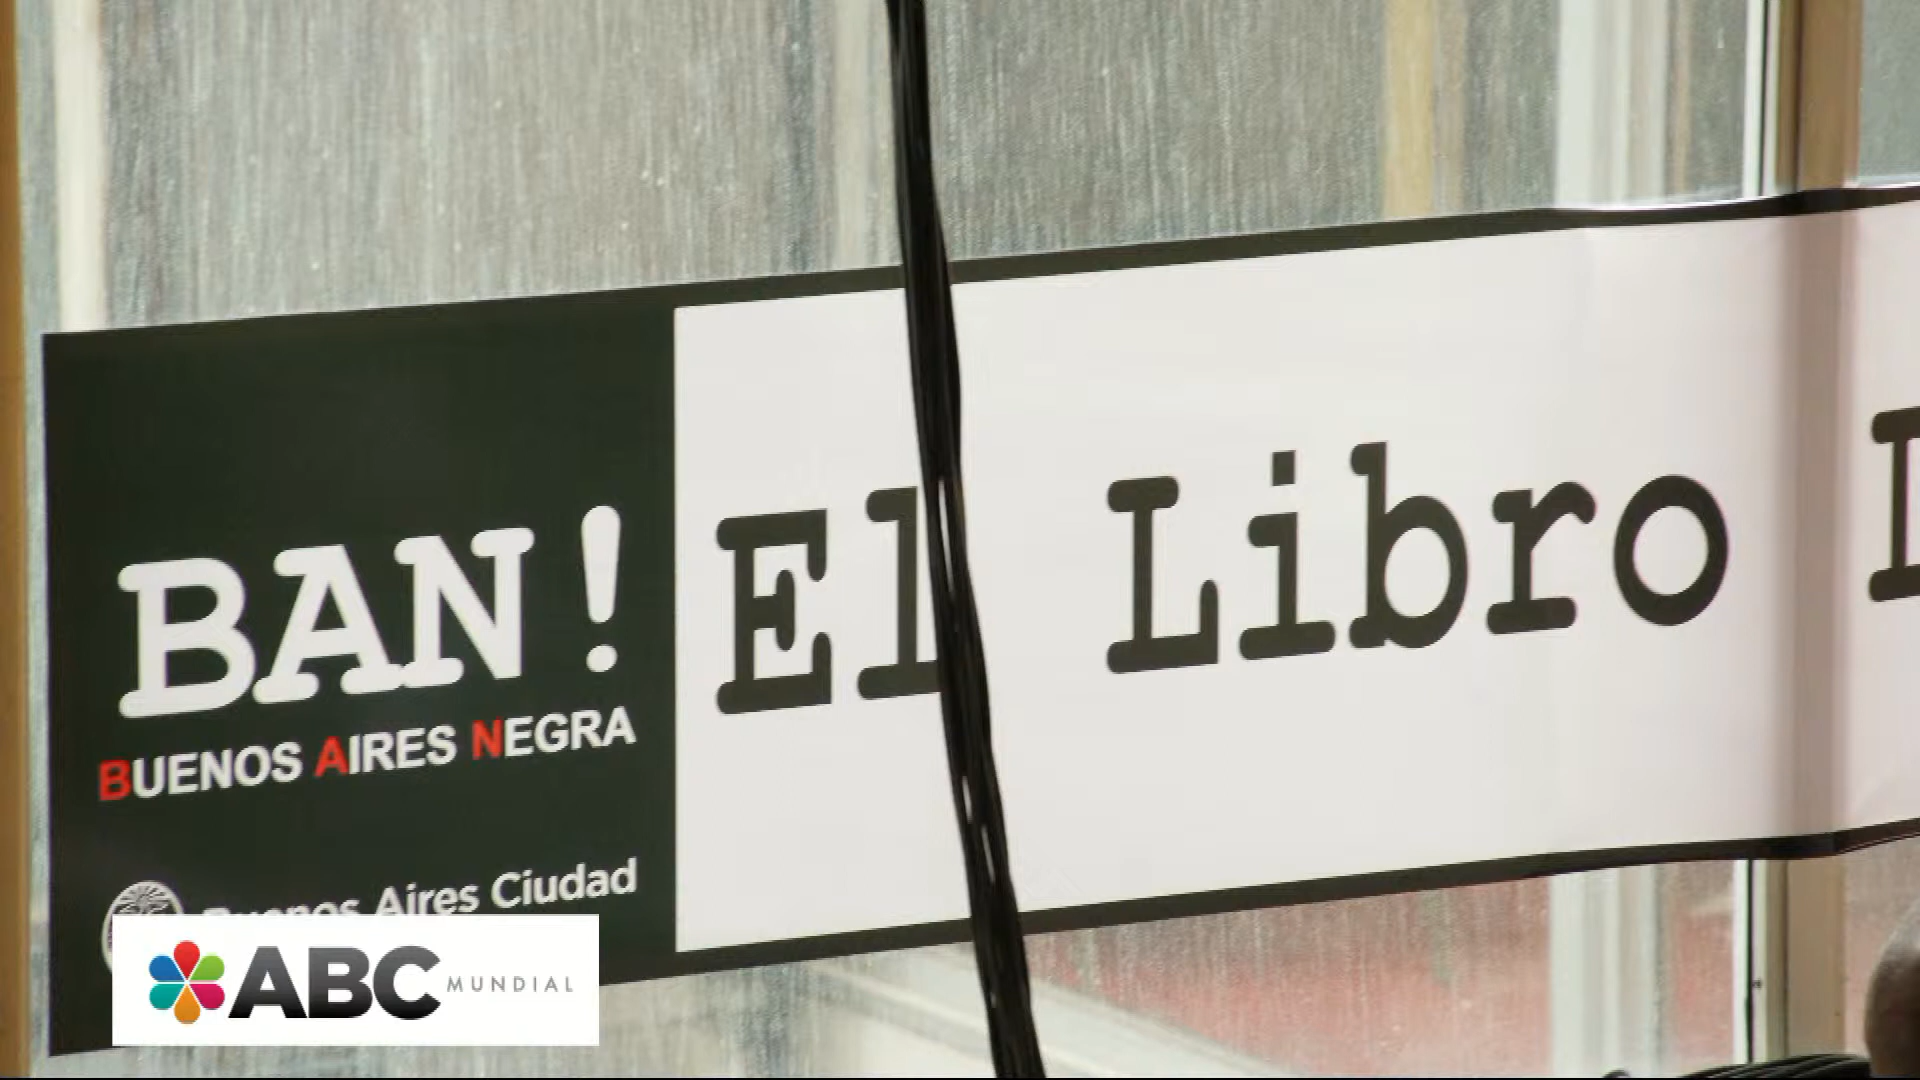 BAN!
BUENOS AIRES NEGRA
Buenos Aires Ciudad
El Libro
ABC MUNDIAL